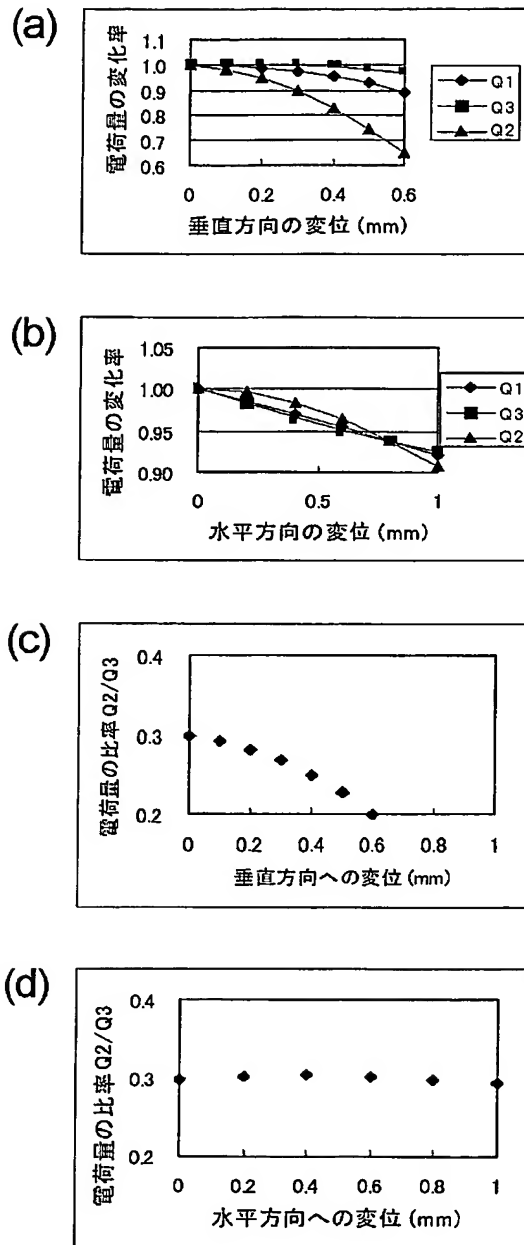 (a)
電荷量の変化率
1.1
1.0
0.9
0.8
0.7
0.6
0
0.2
0.4
0.6
垂直方向の変位(mm)
Q1
Q3
Q2
(b)
電荷量の変化率
1.05
1.00
0.95
0.90
0
0.5
1
水平方向の変位(mm)
Q1
Q3
Q2
(c)
電荷量の比率Q2/Q3
0.4
0.3
0.2
0
0.2
0.4
0.6
0.8
1
垂直方向への変位(mm)
(d)
電荷量の比率Q2/Q3
0.4
0.3
0.2
0
0.2
0.4
0.6
0.8
1
水平方向への変位(mm)